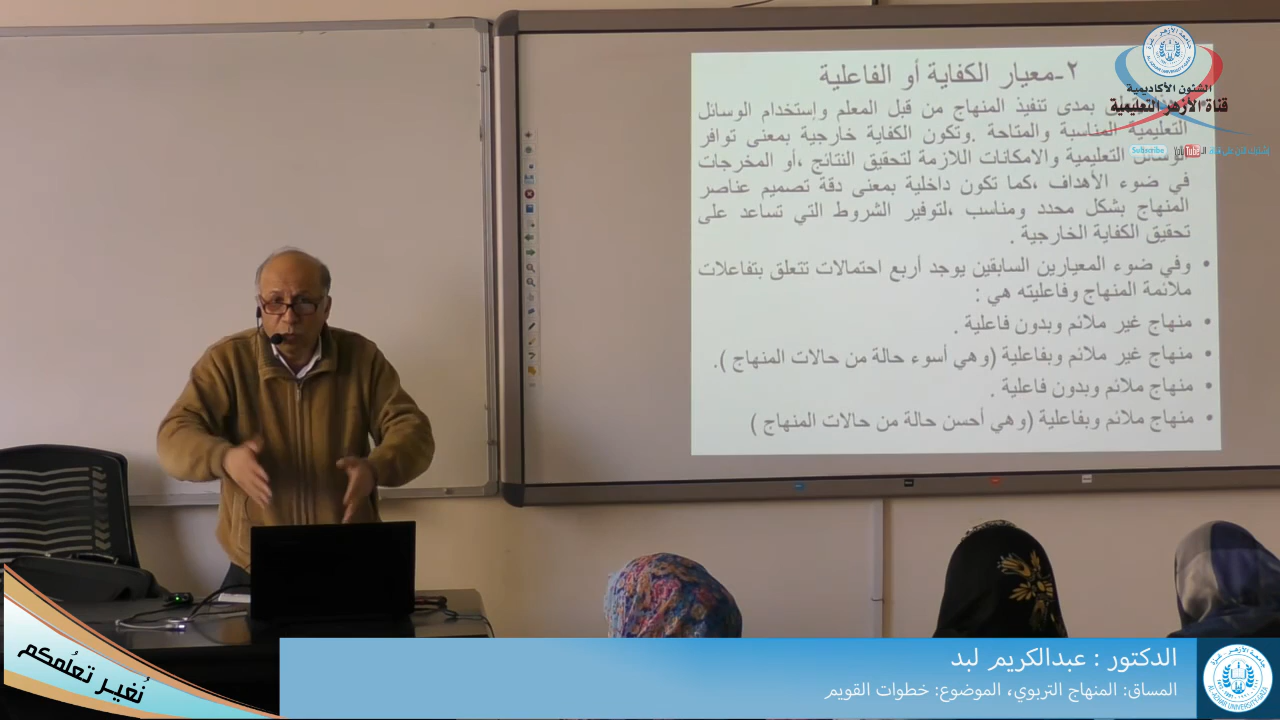 ٢-معيار الكفاية أو الفاعلية
بمدى تنفيذ المنهاج من قبل المعلم وإستخدام الوسائل
التعليمية المناسبة والمتاحة .وتكون الكفاية خارجية بمعنى توافر
الوسائل التعليمية والامكانات اللازمة لتحقيق النتائج ،أو المخرجات
في ضوء الأهداف ،كما تكون داخلية بمعنى دقة تصميم عناصر
المنهاج بشكل محدد ومناسب ،لتوفير الشروط التي تساعد على
تحقيق الكفاية الخارجية .
• وفي ضوء المعيارين السابقين يوجد أربع احتمالات تتعلق بتفاعلات
ملائمة المنهاج وفاعليته هي :
• منهاج غير ملائم وبدون فاعلية .
• منهاج غير ملائم وبفاعلية (وهي أسوء حالة من حالات المنهاج ).
• منهاج ملائم وبدون فاعلية .
• منهاج ملائم وبفاعلية (وهي أحسن حالة من حالات المنهاج )
الشئون الأكاديمية
قناة الأزهر التعليمية
Subscribe
You Tube
نُغير تعلُمكم
الدكتور : عبدالكريم لبد
المساق: المنهاج التربوي، الموضوع: خطوات القويم